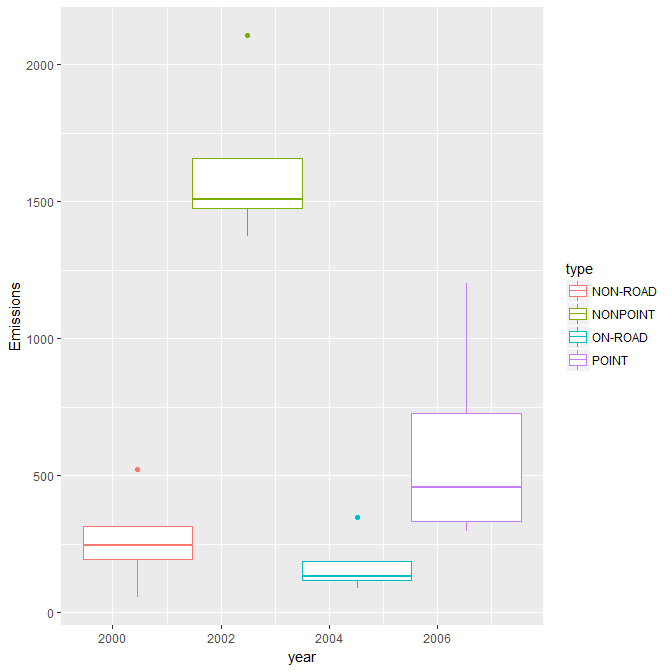 2000
1500
1000
500
0
Emissions
2000 2002 2004 2006
year
type
NON-ROAD
NONPOINT
ON-ROAD
POINT